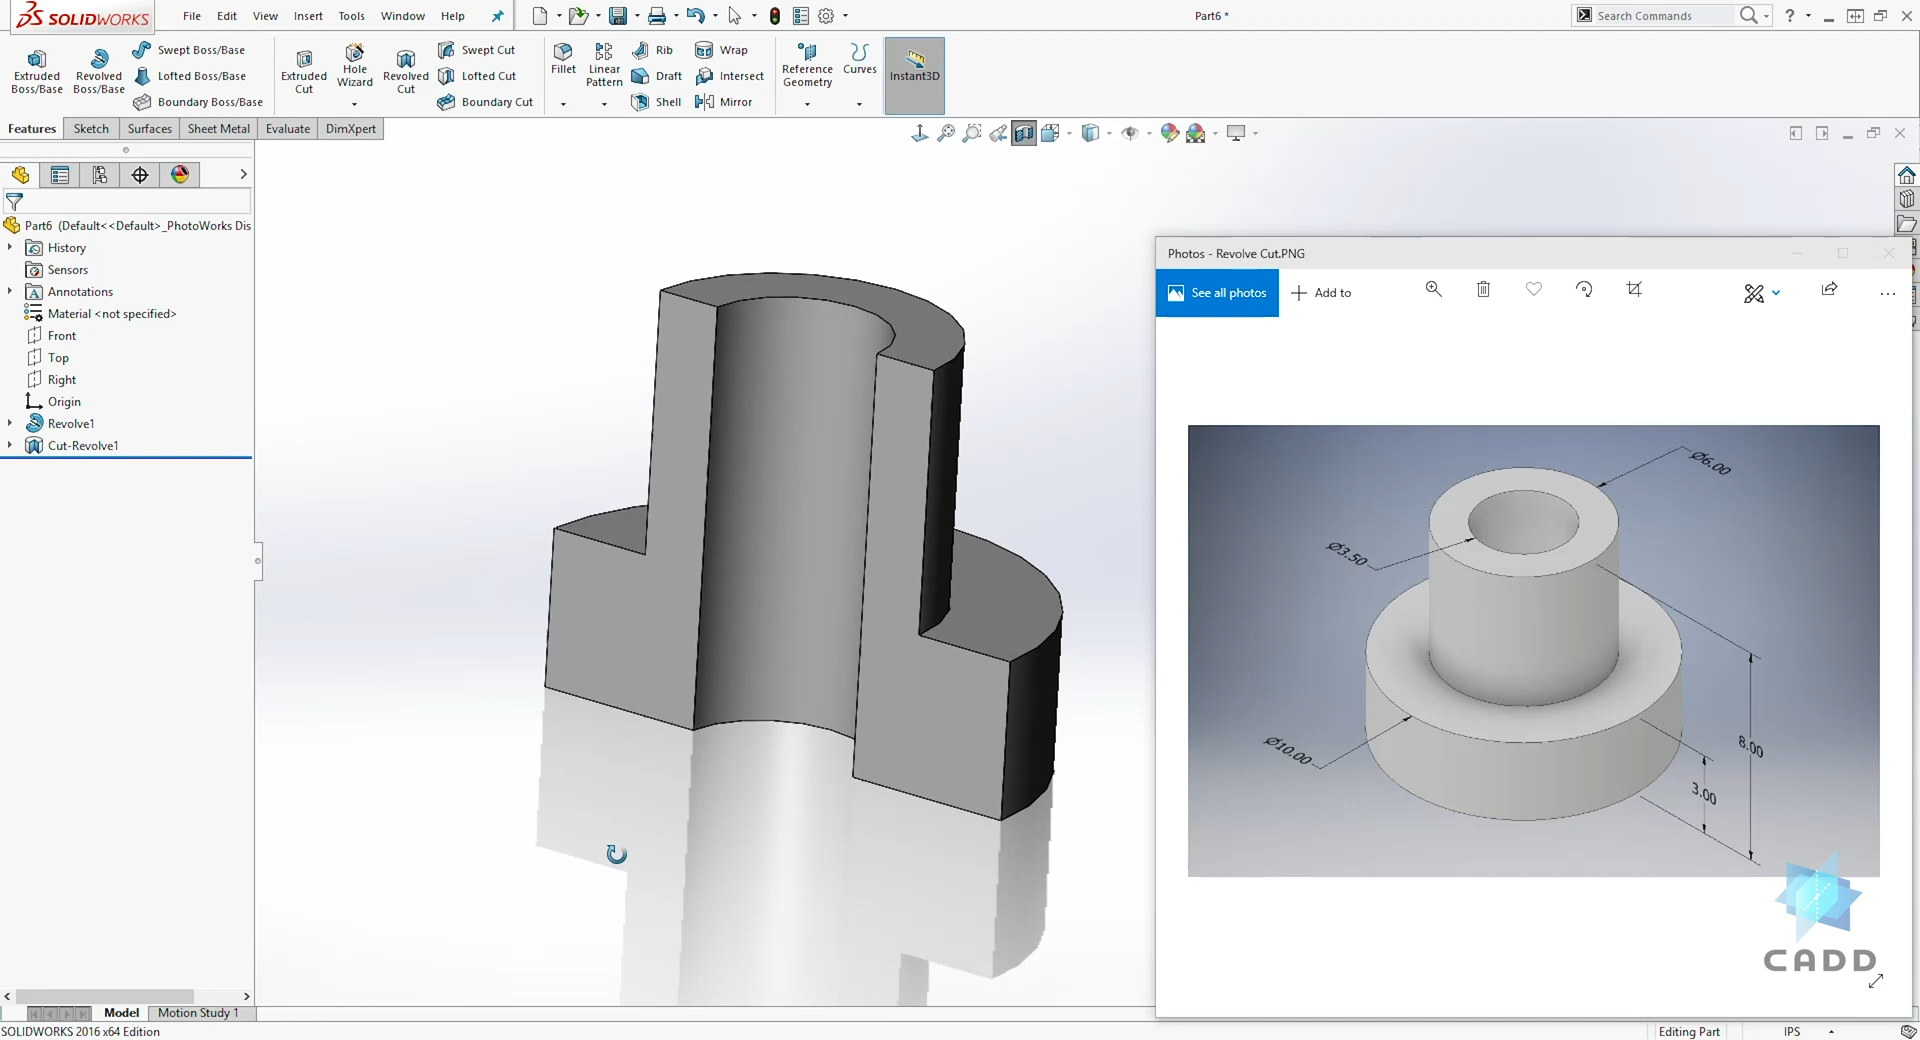 SOLIDWORKS
File Edit View Insert Tools Window Help
Part6 *
Search Commands
?
Extruded Boss/Base
Revolved Boss/Base
Swept Boss/Base
Lofted Boss/Base
Boundary Boss/Base
Extruded Cut
Hole Wizard
Revolved Cut
Swept Cut
Lofted Cut
Boundary Cut
Fillet
Linear Pattern
Rib
Draft
Shell
Wrap
Intersect
Mirror
Reference Geometry
Curves
Instant3D
Features Sketch Surfaces Sheet Metal Evaluate DimXpert
Part6 (Default<<Default>_PhotoWorks Dis
History
Sensors
Annotations
Material <not specified>
Front
Top
Right
Origin
Revolve1
Cut-Revolve1
Photos - Revolve Cut.PNG
See all photos
Add to
Ø6.00
Ø3.50
Ø10.00
8.00
3.00
CADD
Model Motion Study 1
SOLIDWORKS 2016 x64 Edition
Editing Part
IPS